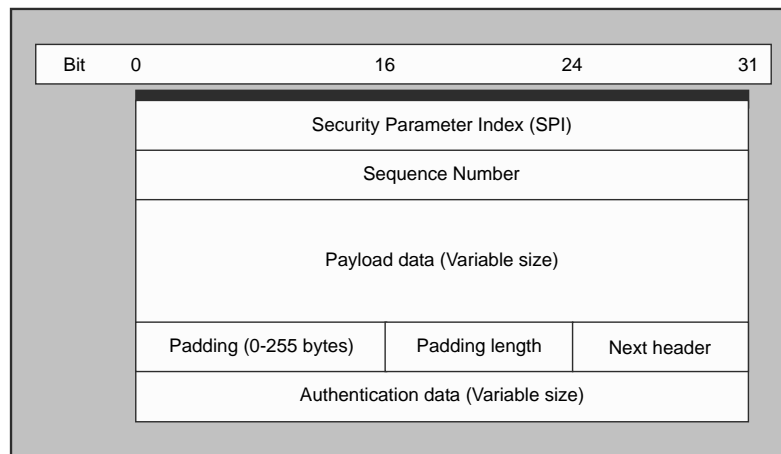 Bit 0 16 24 31
Security Parameter Index (SPI)
Sequence Number
Payload data (Variable size)
Padding (0-255 bytes) Padding length Next header
Authentication data (Variable size)